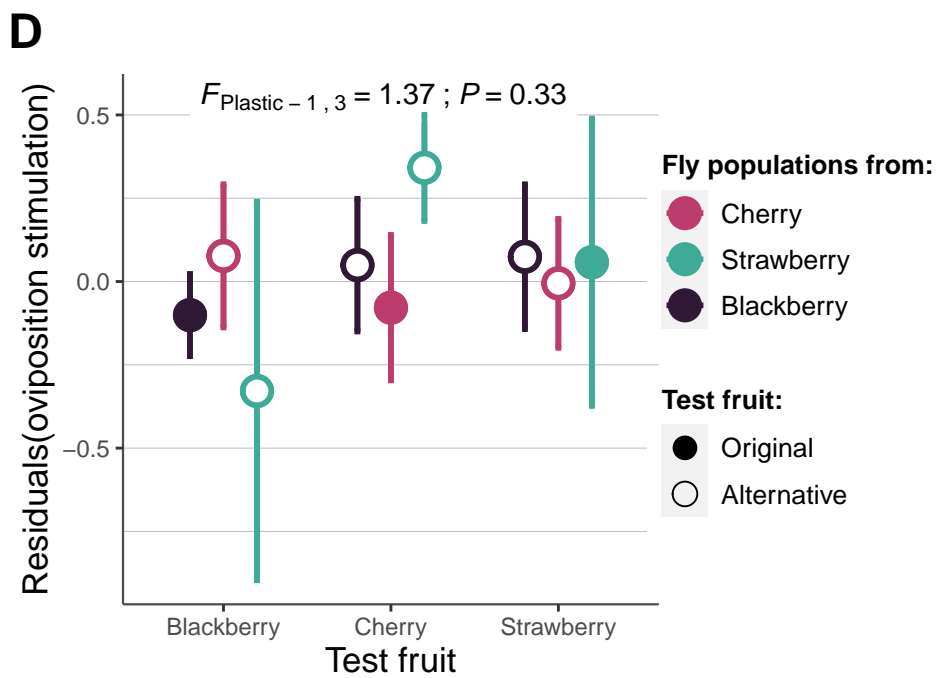 D
F Plastic − 1 , 3 = 1.37 ; P = 0.33
Residuals(oviposition stimulation)
0.5
0.0
−0.5
Blackberry Cherry Strawberry
Test fruit
Fly populations from:
Cherry
Strawberry
Blackberry
Test fruit:
Original
Alternative